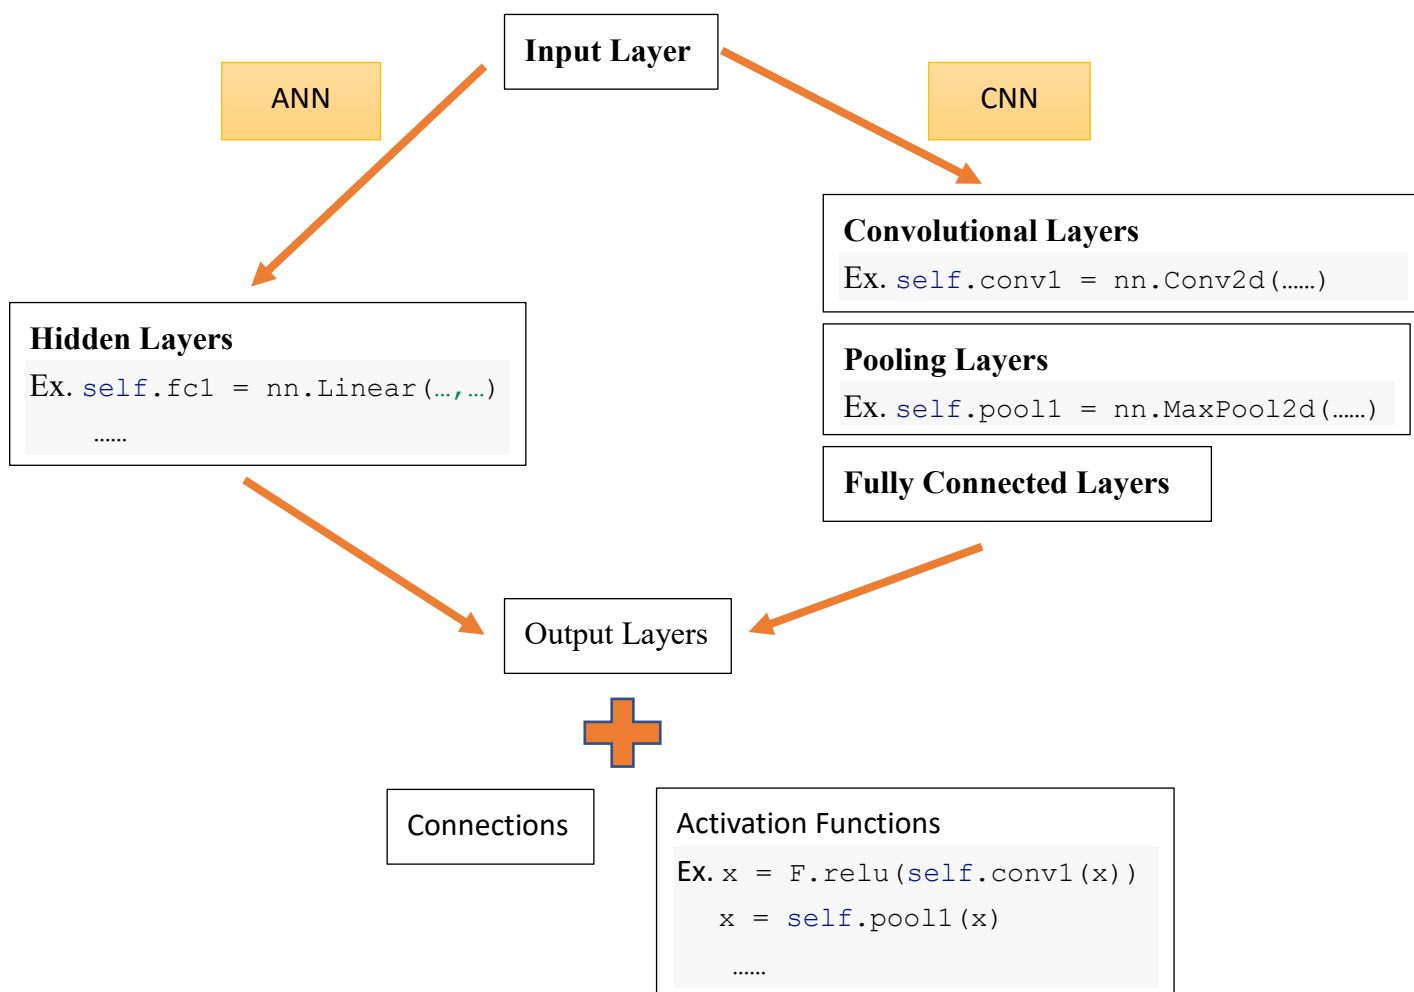 Input Layer
ANN
CNN
Convolutional Layers
Ex. self.conv1 = nn.Conv2d(……)
Hidden Layers
Ex. self.fc1 = nn.Linear(…,…)
……
Pooling Layers
Ex. self.pool1 = nn.MaxPool2d(……)
Fully Connected Layers
Output Layers
Connections
Activation Functions
Ex. x = F.relu(self.conv1(x))
x = self.pool1(x)
……